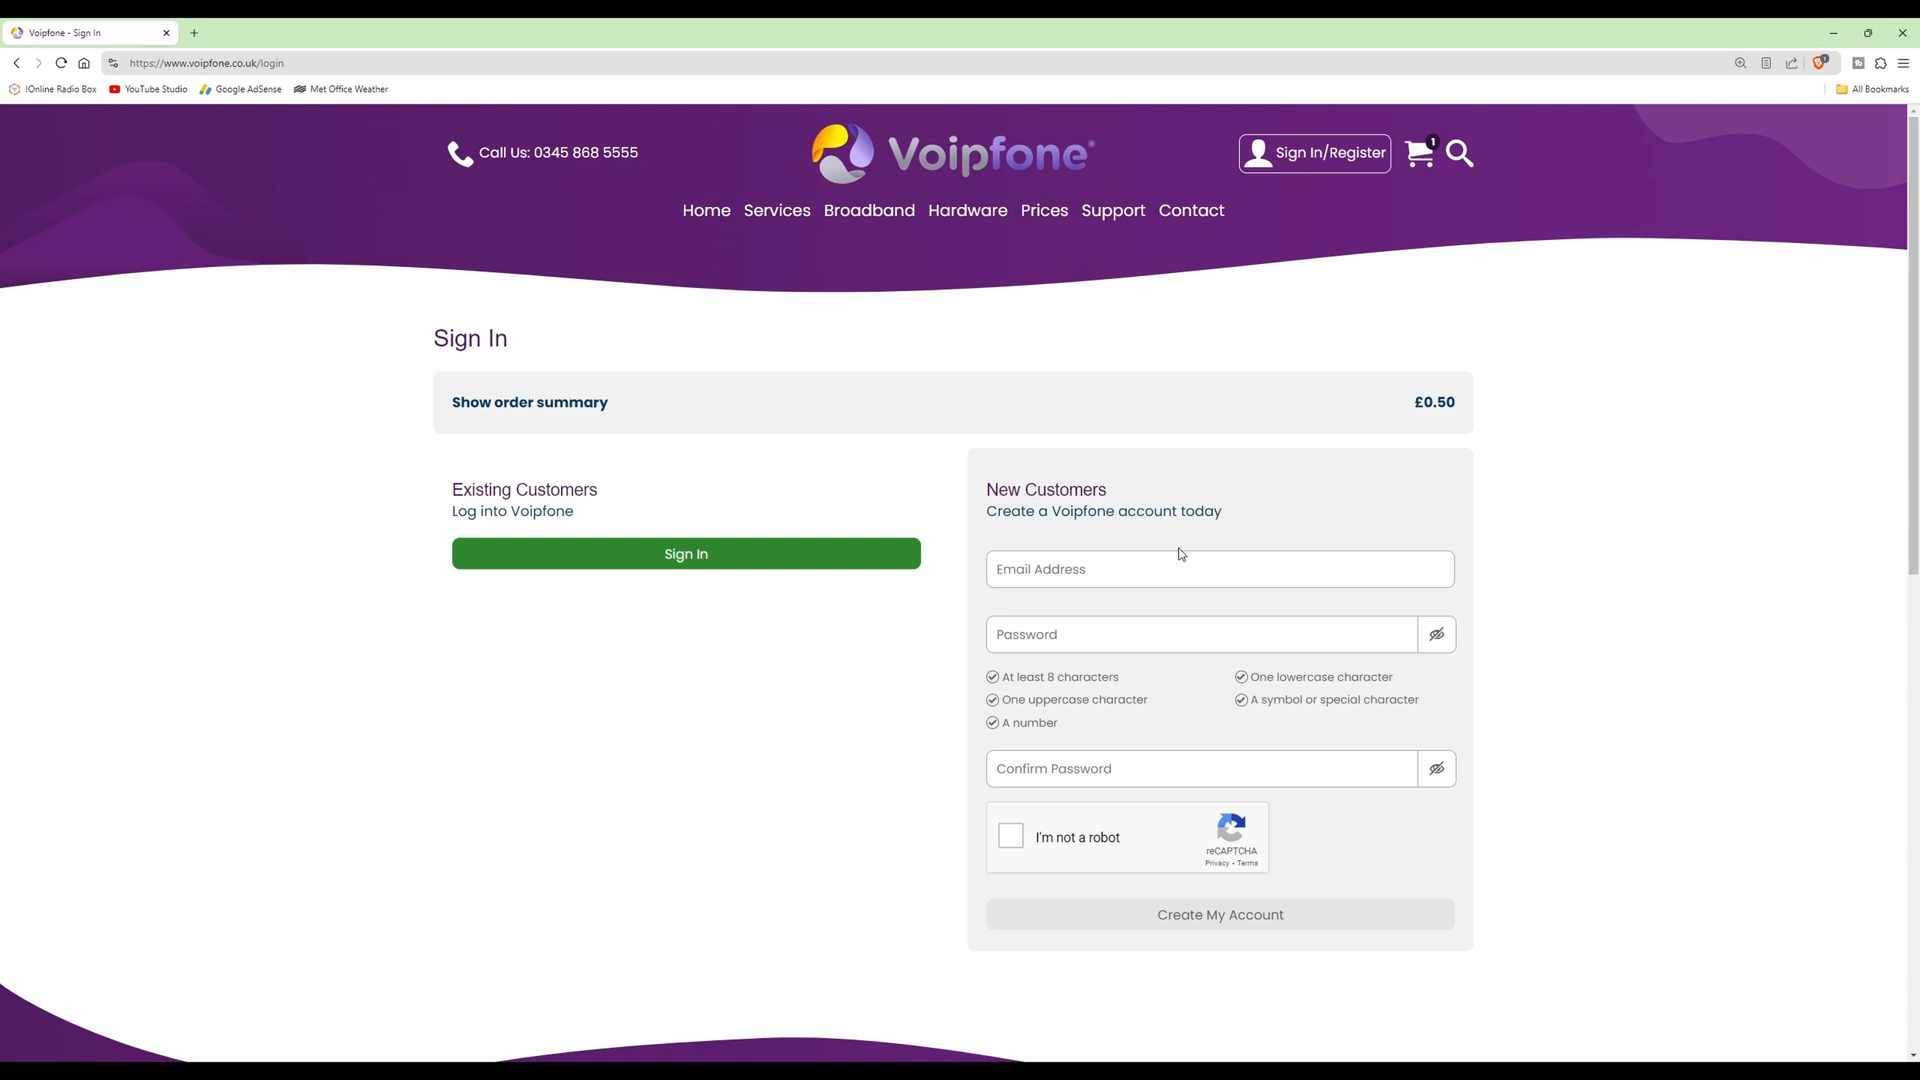 Voipfone - Sign In
https://www.voipfone.co.uk/login
1
!Online Radio Box
YouTube Studio
Google AdSense
Met Office Weather
All Bookmarks
Call Us: 0345 868 5555
Voipfone®
Sign In/Register
1
Home
Services
Broadband
Hardware
Prices
Support
Contact
Sign In
Show order summary
£0.50
Existing Customers
Log into Voipfone
Sign In
New Customers
Create a Voipfone account today
Email Address
Password
At least 8 characters
One lowercase character
One uppercase character
A symbol or special character
A number
Confirm Password
I'm not a robot
reCAPTCHA
Privacy - Terms
Create My Account